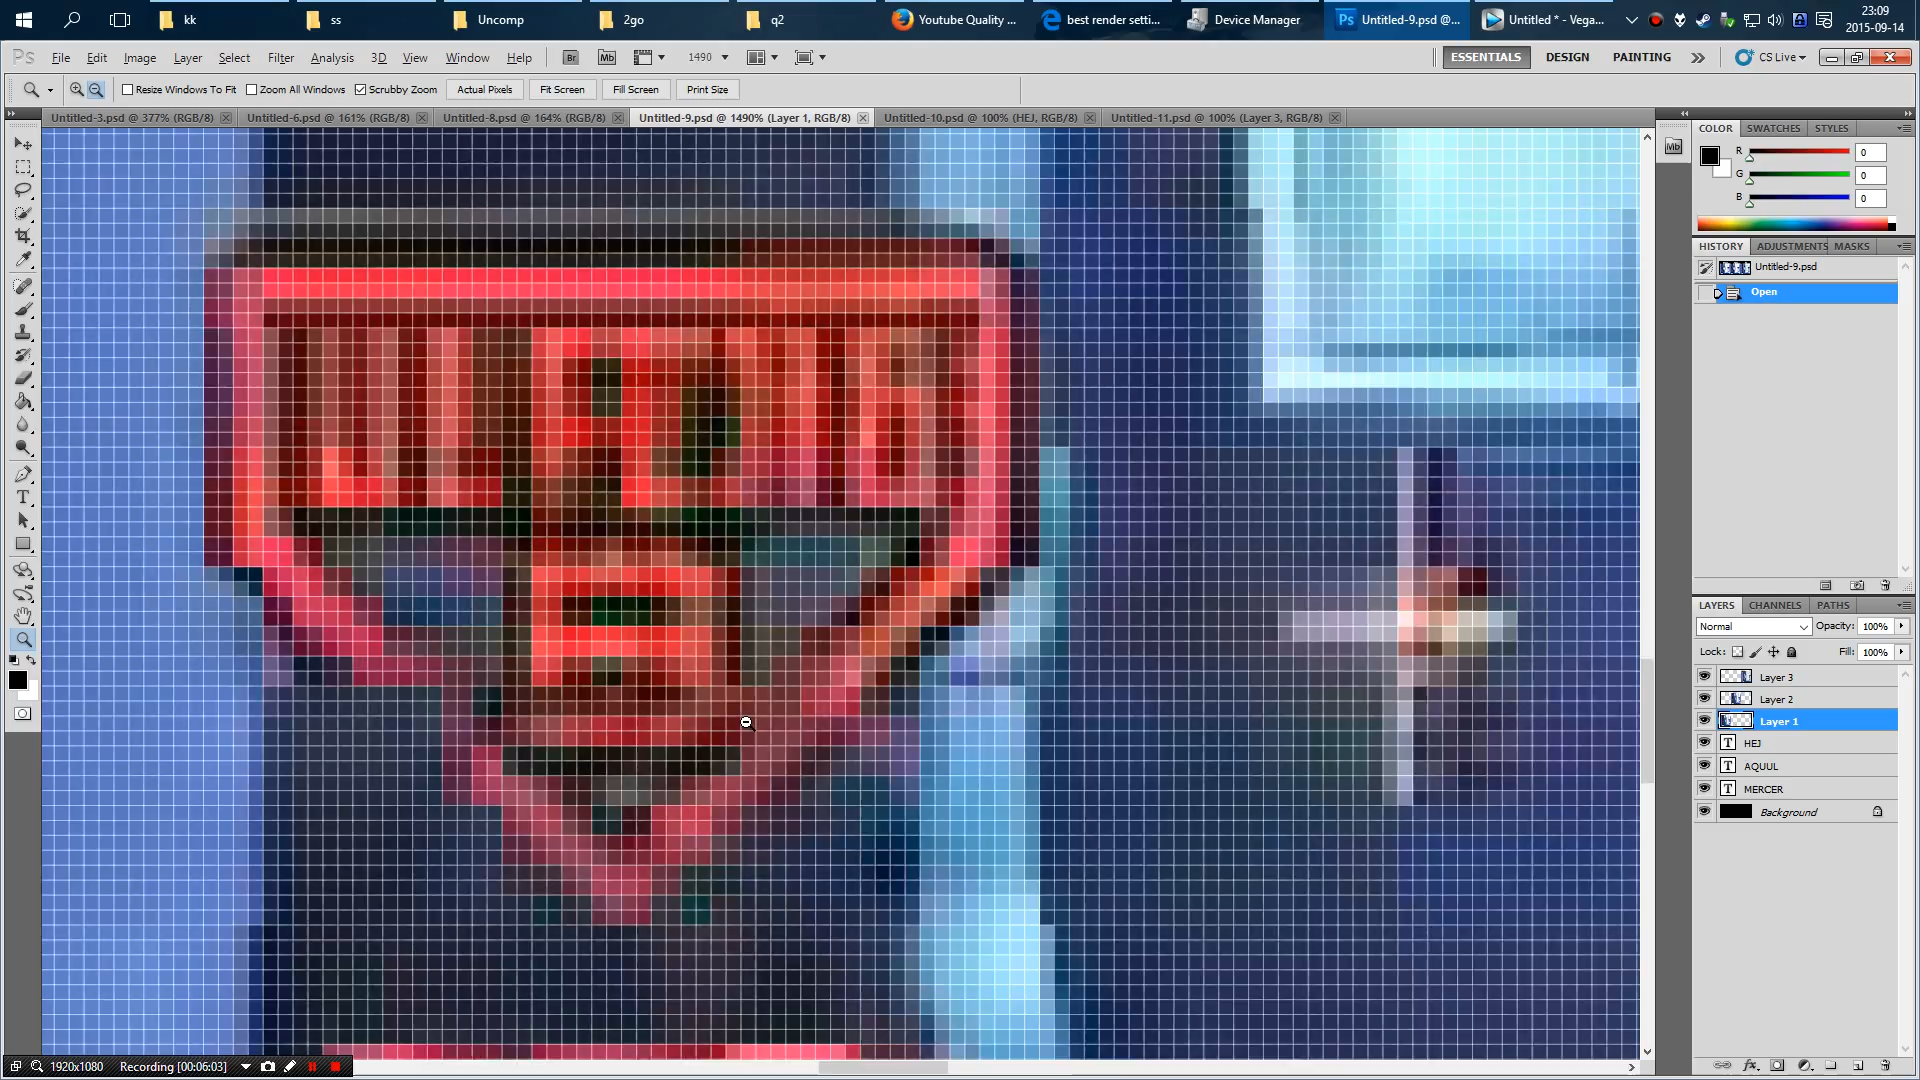 kk
ss
Uncomp
2go
q2
Youtube Quality ...
best render setti...
Device Manager
Untitled-9.psd @...
Untitled * - Vega...
23:09
2015-09-14
Ps
File
Edit
Image
Layer
Select
Filter
Analysis
3D
View
Window
Help
Br
Mb
1490
ESSENTIALS
DESIGN
PAINTING
CS Live
Resize Windows To Fit
Zoom All Windows
Scrubby Zoom
Actual Pixels
Fit Screen
Fill Screen
Print Size
Untitled-3.psd @ 377% (RGB/8)
Untitled-6.psd @ 161% (RGB/8)
Untitled-8.psd @ 164% (RGB/8)
Untitled-9.psd @ 1490% (Layer 1, RGB/8)
Untitled-10.psd @ 100% (HEJ, RGB/8)
Untitled-11.psd @ 100% (Layer 3, RGB/8)
Mb
COLOR
SWATCHES
STYLES
R
0
G
0
B
0
HISTORY
ADJUSTMENTS
MASKS
Untitled-9.psd
Open
LAYERS
CHANNELS
PATHS
Normal
Opacity: 100%
Lock:
Fill: 100%
Layer 3
Layer 2
Layer 1
T HEJ
T AQUUL
T MERCER
Background
fx
1920x1080
Recording [00:06:03]